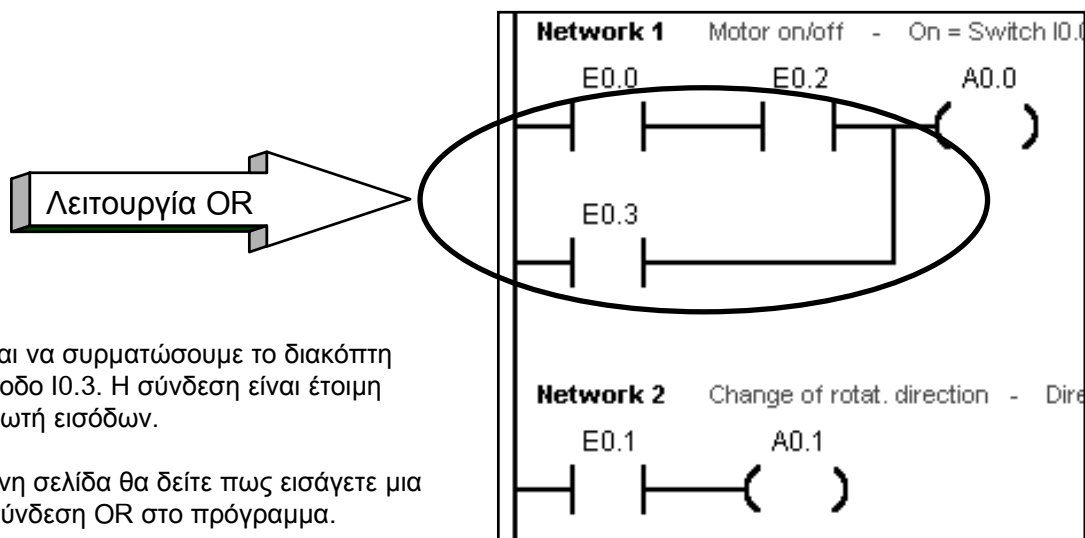 Network 1 Motor on/off - On = Switch I0.0
E0.0 E0.2 A0.0
Λειτουργία OR
E0.3
αι να συρματώσουμε το διακόπτη
οδο I0.3. Η σύνδεση είναι έτοιμη
ωτή εισόδων.
Network 2 Change of rotat. direction - Dire
E0.1 A0.1
νη σελίδα θα δείτε πως εισάγετε μια
ύνδεση OR στο πρόγραμμα.